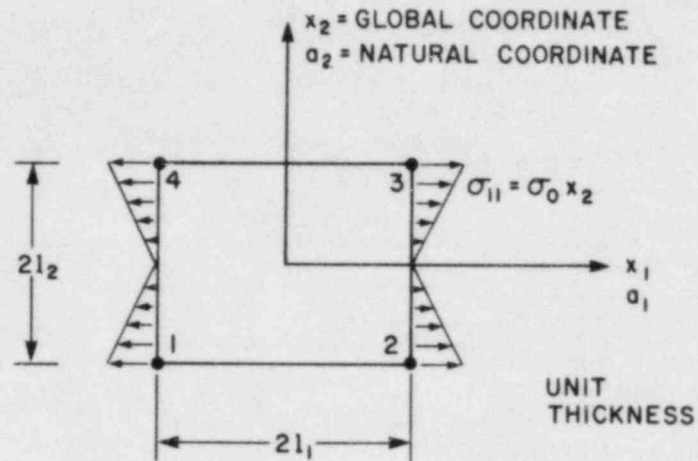 x₂ = GLOBAL COORDINATE
a₂ = NATURAL COORDINATE
4
3
σ₁₁ = σ₀ x₂
2l₂
x₁
a₁
1
2
UNIT
THICKNESS
2l₁